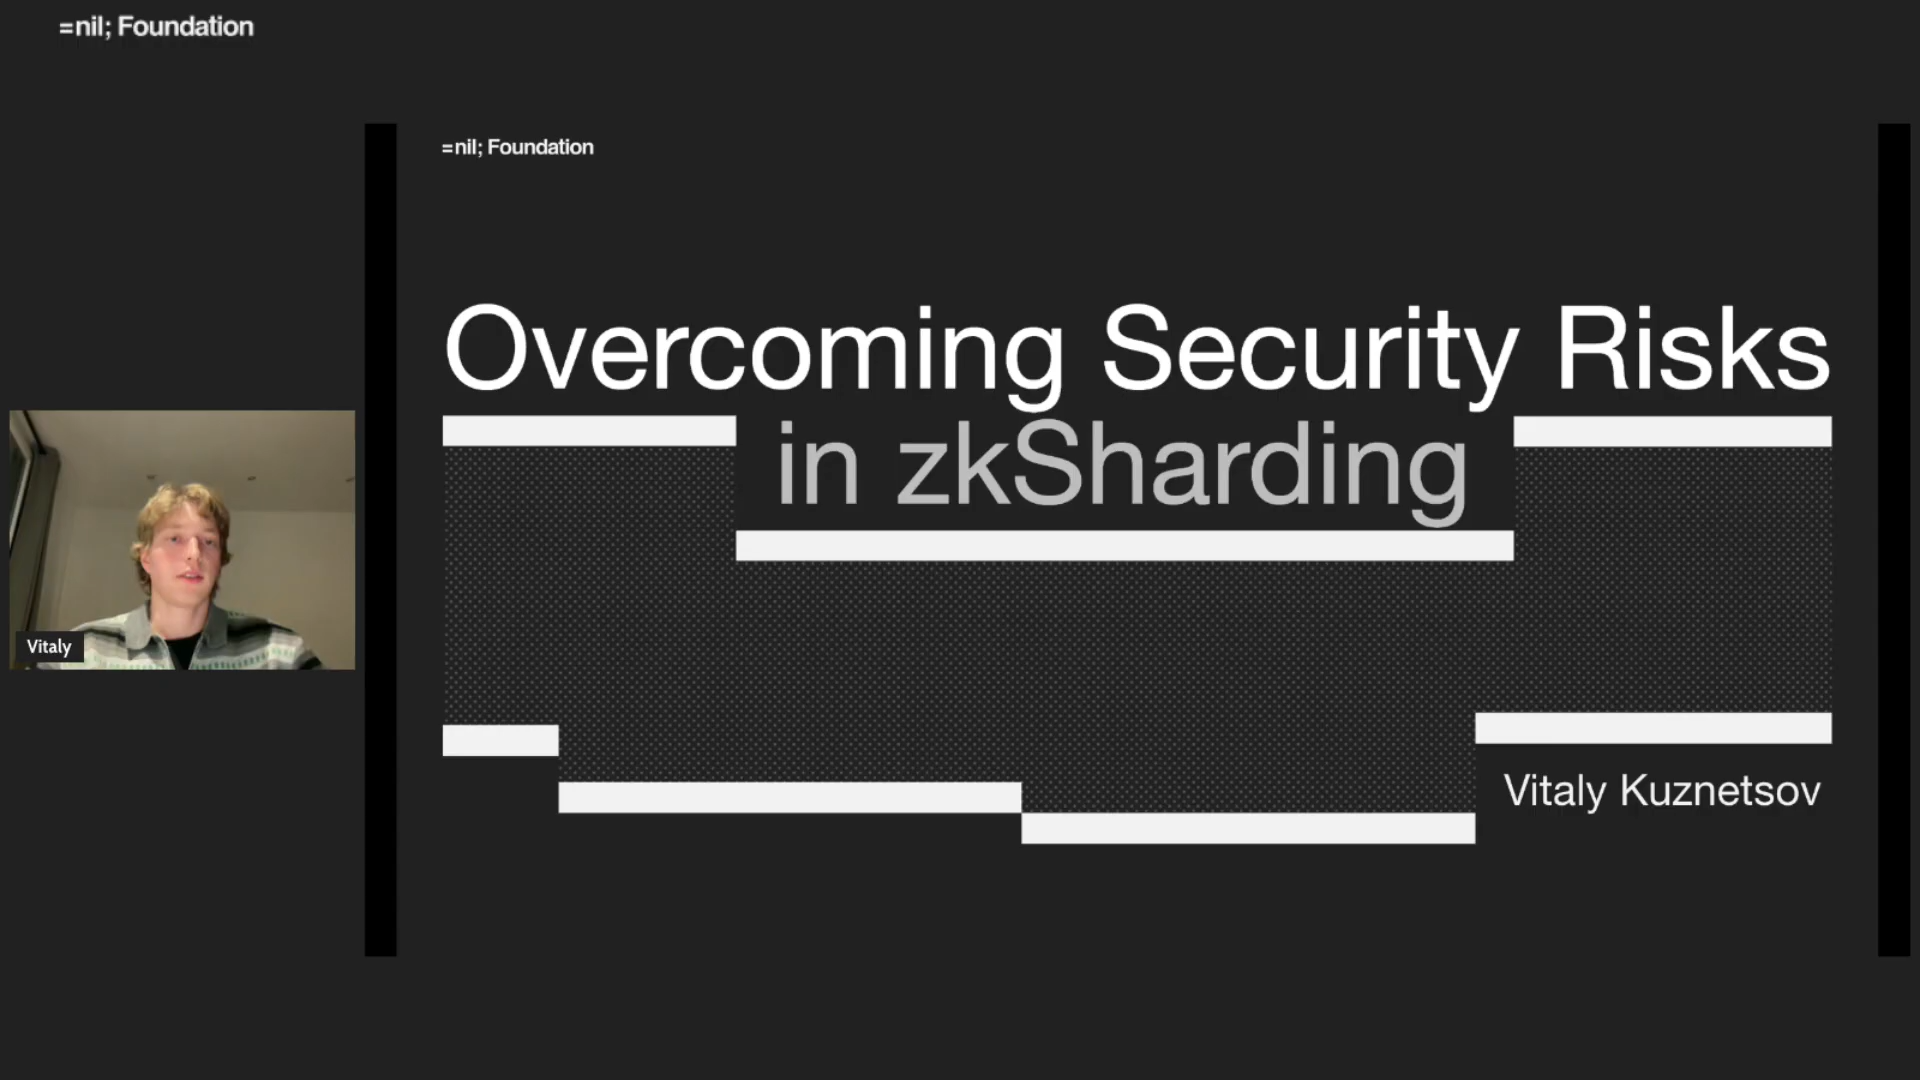 =nil; Foundation
=nil; Foundation
Overcoming Security Risks
in zkSharding
Vitaly
Vitaly Kuznetsov